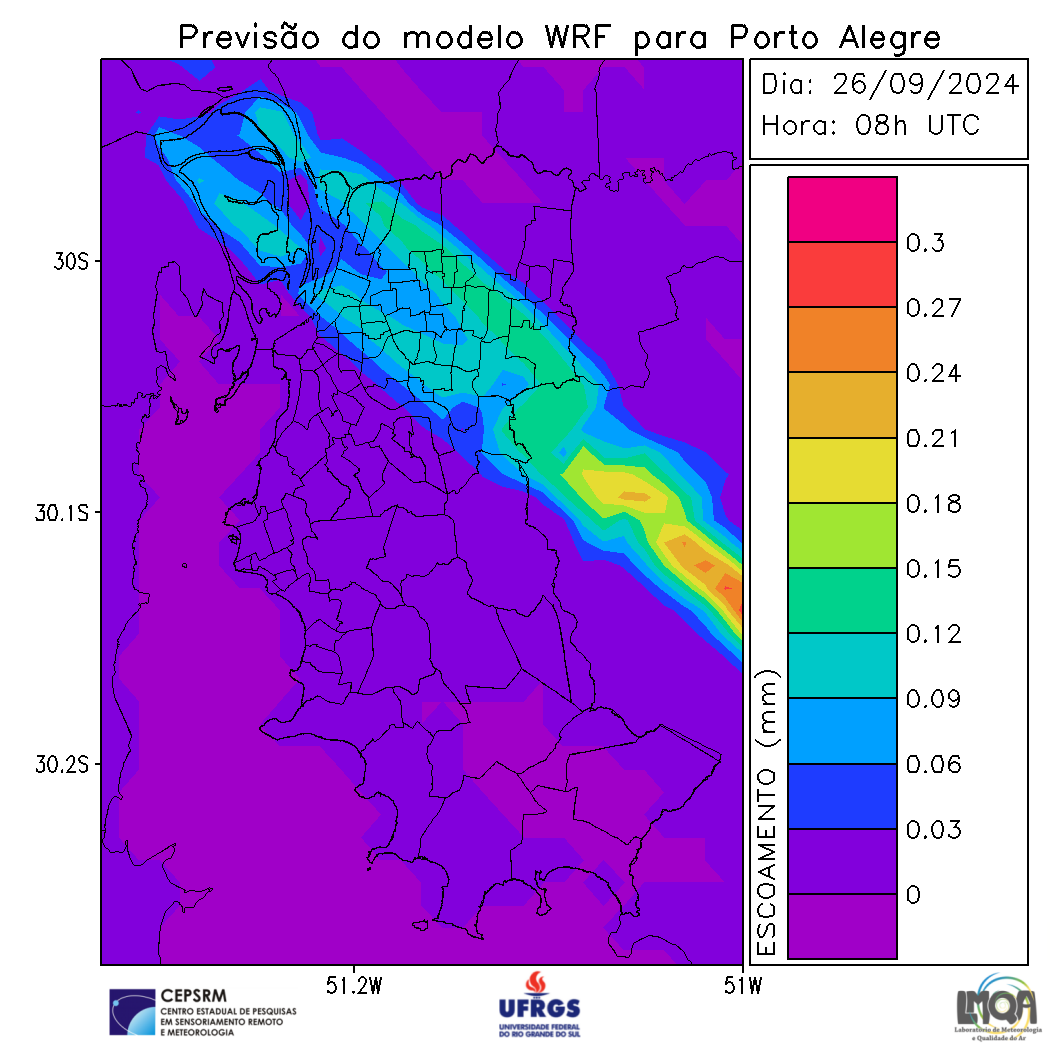 Previsão do modelo WRF para Porto Alegre
Dia: 26/09/2024
Hora: 08h UTC
30S
30.1S
30.2S
51.2W
51W
0.3
0.27
0.24
0.21
0.18
0.15
0.12
0.09
0.06
0.03
0
ESCOAMENTO (mm)
CEPSRM
CENTRO ESTADUAL DE PESQUISAS
EM SENSORIAMENTO REMOTO
E METEOROLOGIA
UFRGS
UNIVERSIDADE FEDERAL
DO RIO GRANDE DO SUL
LMQA
Laboratório de Meteorologia
e Qualidade do Ar